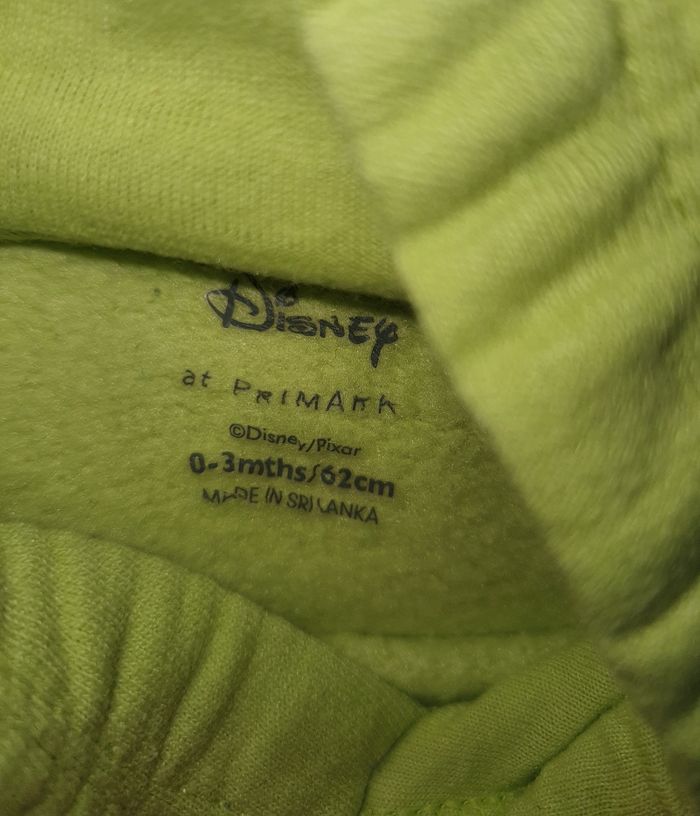 Disney
at PRIMARK
©Disney/Pixar
0-3mths/62cm
MADE IN SRI LANKA